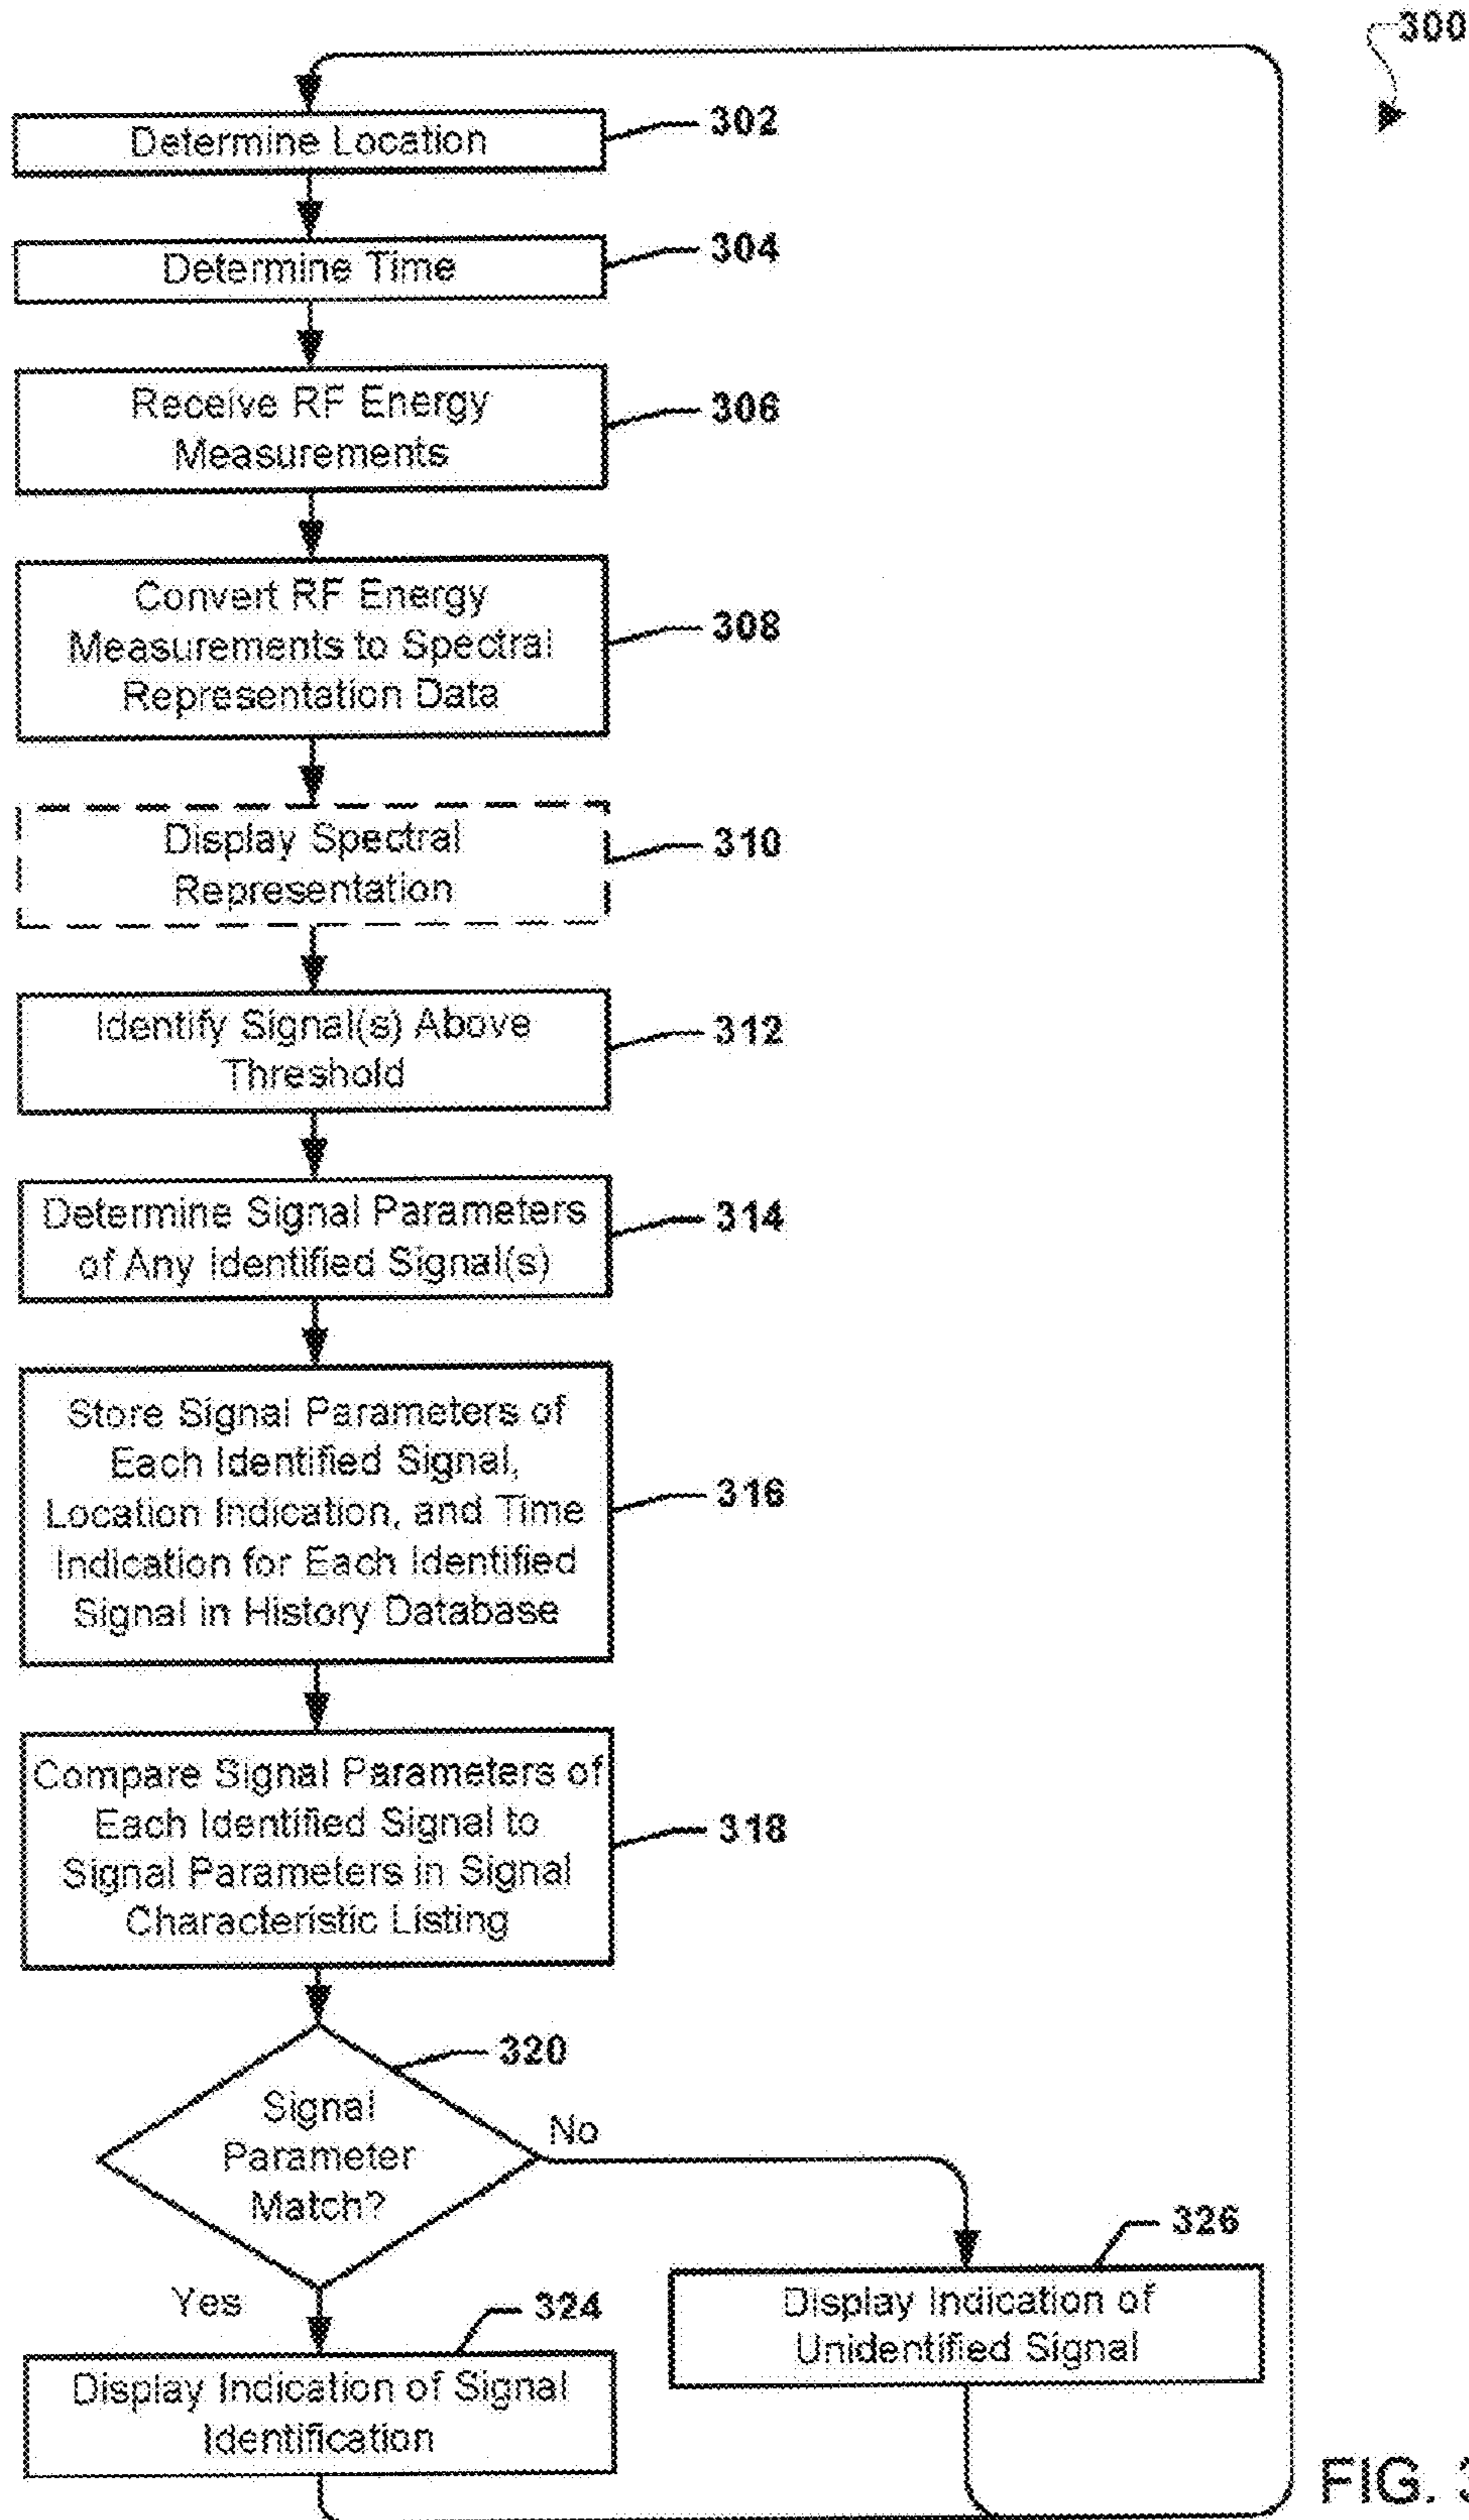 300
Determine Location
302
Determine Time
304
Receive RF Energy
Measurements
306
Convert RF Energy
Measurements to Spectral
Representation Data
308
Display Spectral
Representation
310
Identify Signal(s) Above
Threshold
312
Determine Signal Parameters
of Any Identified Signal(s)
314
Store Signal Parameters of
Each Identified Signal,
Location Indication, and Time
Indication for Each Identified
Signal in History Database
316
Compare Signal Parameters of
Each Identified Signal to
Signal Parameters in Signal
Characteristic Listing
318
320
Signal
Parameter
Match?
No
Yes
326
Display Indication of
Unidentified Signal
324
Display Indication of Signal
Identification
FIG. 3